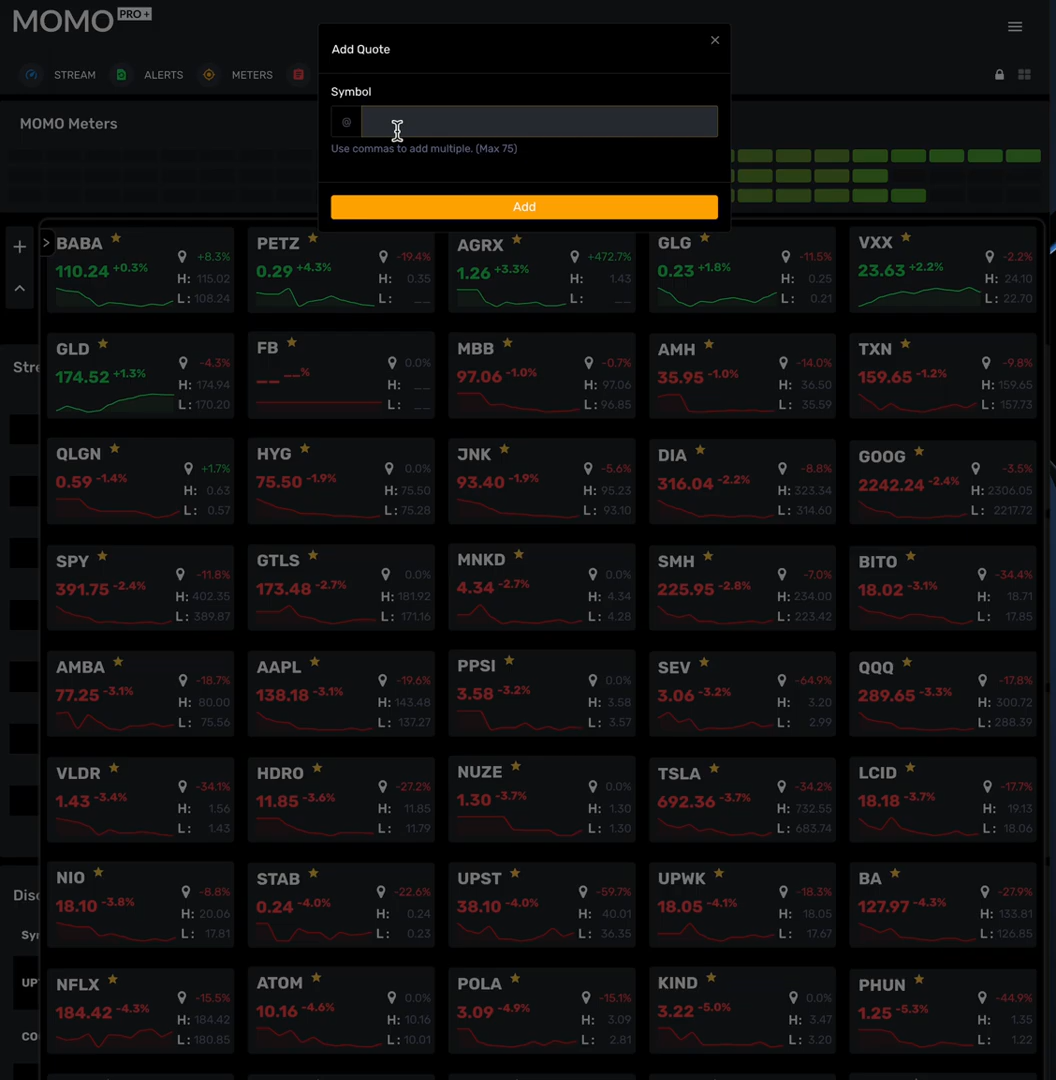 MOMO PRO +
Add Quote
×
STREAM ALERTS METERS
Symbol
@
Use commas to add multiple. (Max 75)
MOMO Meters
Add
+ >
BABA
+8.3%
110.24 +0.3%
H: 115.02
L: 108.24
PETZ
-19.4%
0.29 +4.3%
H: 0.35
L: __
AGRX
+472.7%
1.26 +3.3%
H: 1.43
L: __
GLG
-11.5%
0.23 +1.8%
H: 0.25
L: 0.21
VXX
-2.2%
23.63 +2.2%
H: 24.10
L: 22.70
Stre
GLD
-4.3%
174.52 +1.3%
H: 174.94
L: 170.20
FB
0.0%
__ __%
H: __
L: __
MBB
-0.7%
97.06 -1.0%
H: 97.06
L: 96.85
AMH
-14.0%
35.95 -1.0%
H: 36.50
L: 35.59
TXN
-9.8%
159.65 -1.2%
H: 159.65
L: 157.73
QLGN
+1.7%
0.59 -1.4%
H: 0.63
L: 0.57
HYG
0.0%
75.50 -1.9%
H: 75.50
L: 75.28
JNK
-5.6%
93.40 -1.9%
H: 95.23
L: 93.10
DIA
-8.8%
316.04 -2.2%
H: 323.34
L: 314.60
GOOG
-3.5%
2242.24 -2.4%
H: 2306.05
L: 2217.72
SPY
-11.8%
391.75 -2.4%
H: 402.35
L: 389.87
GTLS
0.0%
173.48 -2.7%
H: 181.92
L: 171.16
MNKD
0.0%
4.34 -2.7%
H: 4.34
L: 4.28
SMH
-7.0%
225.95 -2.8%
H: 234.00
L: 223.42
BITO
-34.4%
18.02 -3.1%
H: 18.71
L: 17.85
AMBA
-18.7%
77.25 -3.1%
H: 80.00
L: 75.56
AAPL
-19.6%
138.18 -3.1%
H: 143.48
L: 137.27
PPSI
0.0%
3.58 -3.2%
H: 3.58
L: 3.57
SEV
-64.9%
3.06 -3.2%
H: 3.20
L: 2.99
QQQ
-17.8%
289.65 -3.3%
H: 300.72
L: 288.39
VLDR
-34.1%
1.43 -3.4%
H: 1.56
L: 1.43
HDRO
-27.2%
11.85 -3.6%
H: 11.85
L: 11.79
NUZE
0.0%
1.30 -3.7%
H: 1.30
L: 1.30
TSLA
-34.2%
692.36 -3.7%
H: 732.55
L: 683.74
LCID
-17.7%
18.18 -3.7%
H: 19.13
L: 18.06
Disc
Syr
UP
NIO
-8.8%
18.10 -3.8%
H: 20.06
L: 17.81
STAB
-22.6%
0.24 -4.0%
H: 0.24
L: 0.23
UPST
-59.7%
38.10 -4.0%
H: 40.01
L: 36.35
UPWK
-18.3%
18.05 -4.1%
H: 18.05
L: 17.67
BA
-27.9%
127.97 -4.3%
H: 133.81
L: 126.85
CO
NFLX
-15.5%
184.42 -4.3%
H: 184.42
L: 180.85
ATOM
0.0%
10.16 -4.6%
H: 10.16
L: 10.01
POLA
-15.1%
3.09 -4.9%
H: 3.09
L: 2.81
KIND
0.0%
3.22 -5.0%
H: 3.47
L: 3.20
PHUN
-44.9%
1.25 -5.3%
H: 1.35
L: 1.22